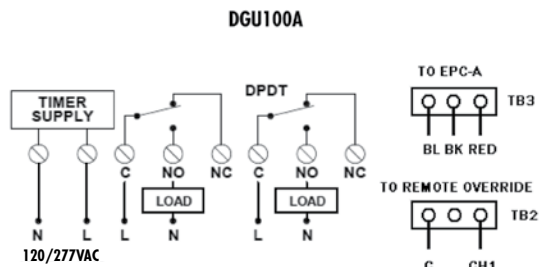 DGU100A
TIMER
SUPPLY
DPDT
C NO NC C NO NC
LOAD LOAD
N L L N L N
120/277VAC
TO EPC-A
TB3
BL BK RED
TO REMOTE OVERRIDE
TB2
C CH1